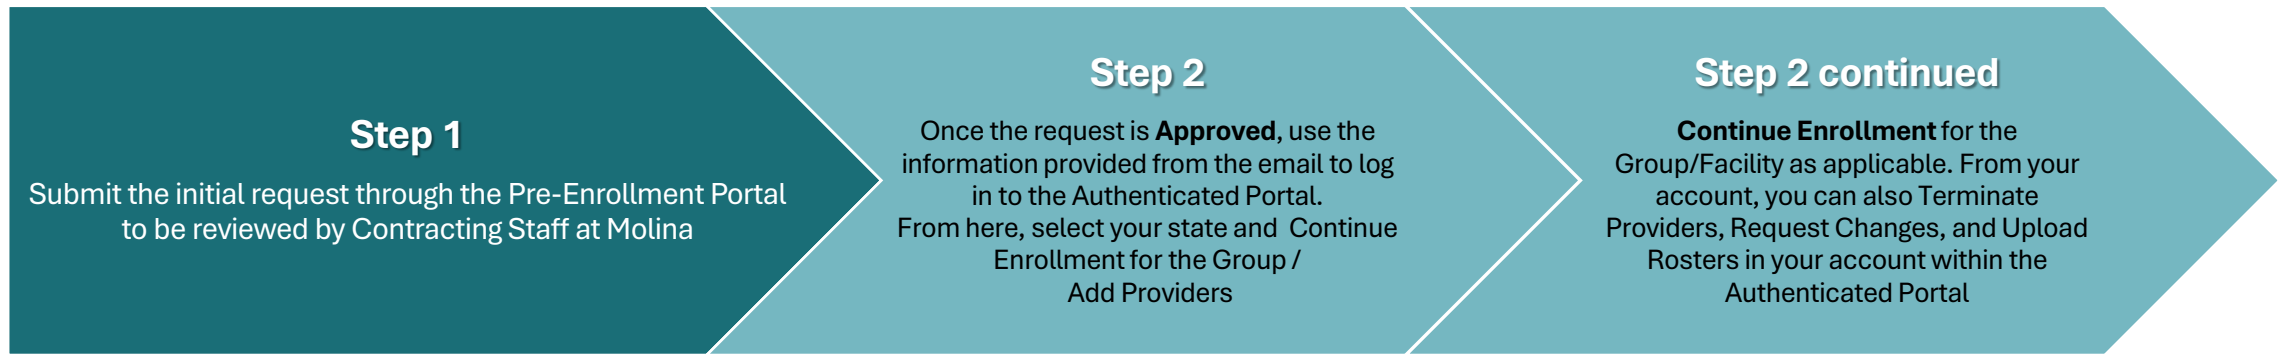 Step 1
Submit the initial request through the Pre-Enrollment Portal
to be reviewed by Contracting Staff at Molina
Step 2
Once the request is Approved, use the
information provided from the email to log
in to the Authenticated Portal.
From here, select your state and  Continue
Enrollment for the Group /
Add Providers
Step 2 continued
Continue Enrollment for the
Group/Facility as applicable. From your
account, you can also Terminate
Providers, Request Changes, and Upload
Rosters in your account within the
Authenticated Portal